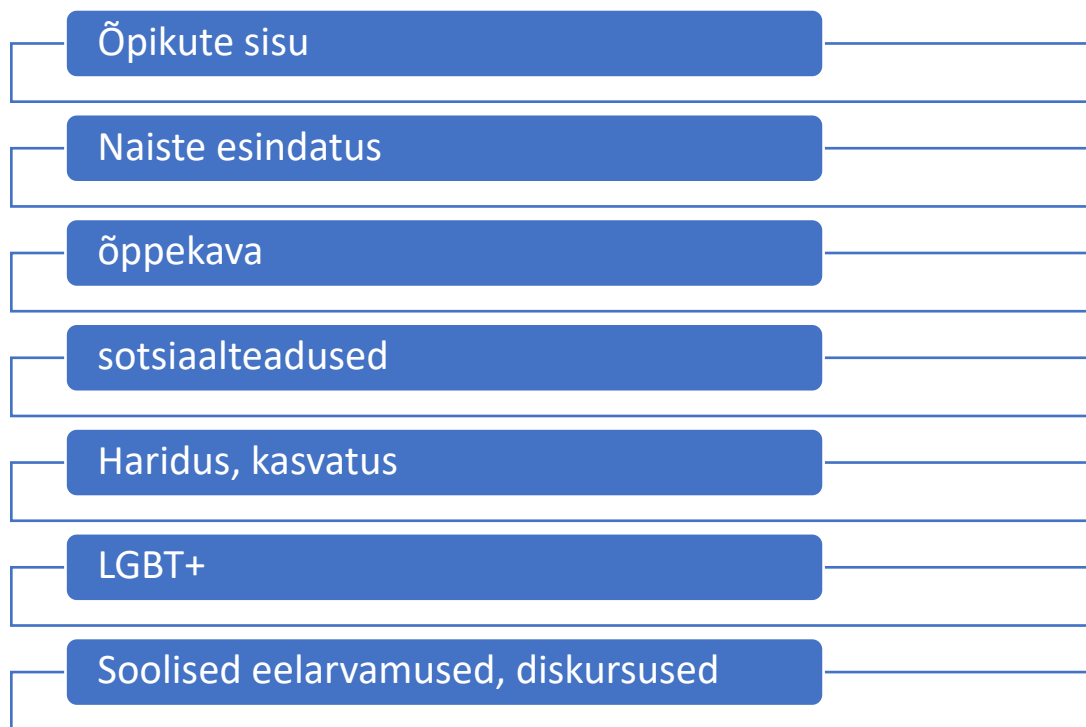 Õpikute sisu
Naiste esindatus
õppekava
sotsiaalteadused
Haridus, kasvatus
LGBT+
Soolised eelarvamused, diskursused